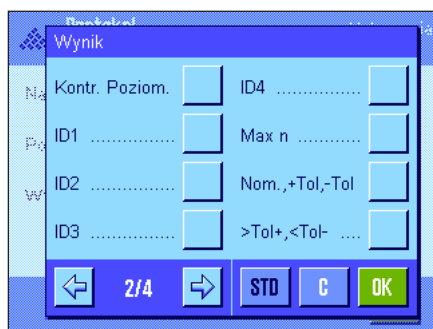 Wynik
Kontr. Poziom.
ID1 ................
ID2 ................
ID3 ................
ID4 ................
Max n ..............
Nom.,+Tol,-Tol
>Tol+,<Tol- ....
2/4
STD
C
OK